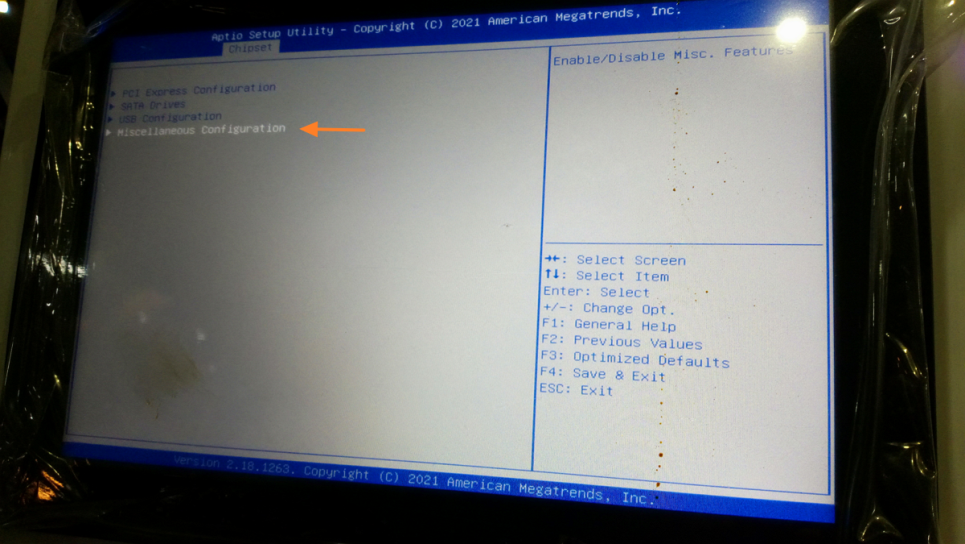 Aptio Setup Utility - Copyright (C) 2021 American Megatrends, Inc.
Chipset
PCI Express Configuration
SATA Drives
USB Configuration
Miscellaneous Configuration
Enable/Disable Misc. Features
→←: Select Screen
↑↓: Select Item
Enter: Select
+/-: Change Opt.
F1: General Help
F2: Previous Values
F3: Optimized Defaults
F4: Save & Exit
ESC: Exit
Version 2.18.1263. Copyright (C) 2021 American Megatrends, Inc.